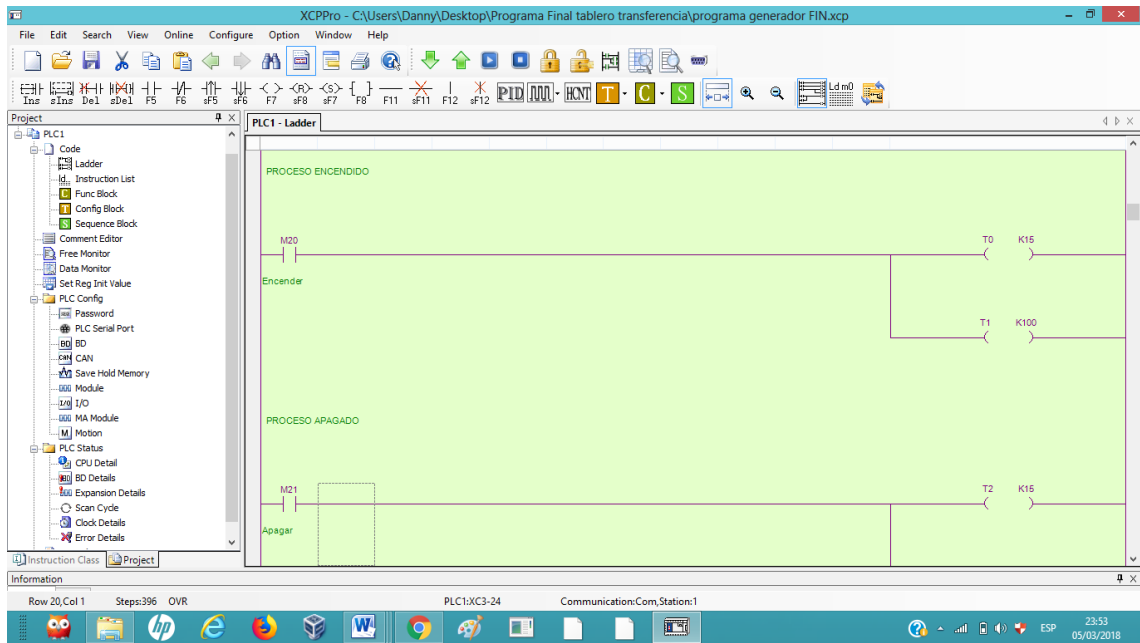 XCPPro - C:\Users\Danny\Desktop\Programa Final tablero transferencia\programa generador FIN.xcp
File Edit Search View Online Configure Option Window Help
Ins sIns Del sDel F5 F6 sF5 sF6 F7 sF8 sF7 F8 F11 sF11 F12 sF12 PID HCNT T C S Ld m0
Project
PLC1 - Ladder
PLC1
Code
Ladder
Instruction List
Func Block
Config Block
Sequence Block
Comment Editor
Free Monitor
Data Monitor
Set Reg Init Value
PLC Config
Password
PLC Serial Port
BD
CAN
Save Hold Memory
Module
I/O
MA Module
Motion
PLC Status
CPU Detail
BD Details
Expansion Details
Scan Cycle
Clock Details
Error Details
Instruction Class Project
PROCESO ENCENDIDO
M20 T0 K15
Encender
T1 K100
PROCESO APAGADO
M21 T2 K15
Apagar
Information
Row 20,Col 1 Steps:396 OVR PLC1:XC3-24 Communication:Com,Station:1
ESP 23:53
05/03/2018